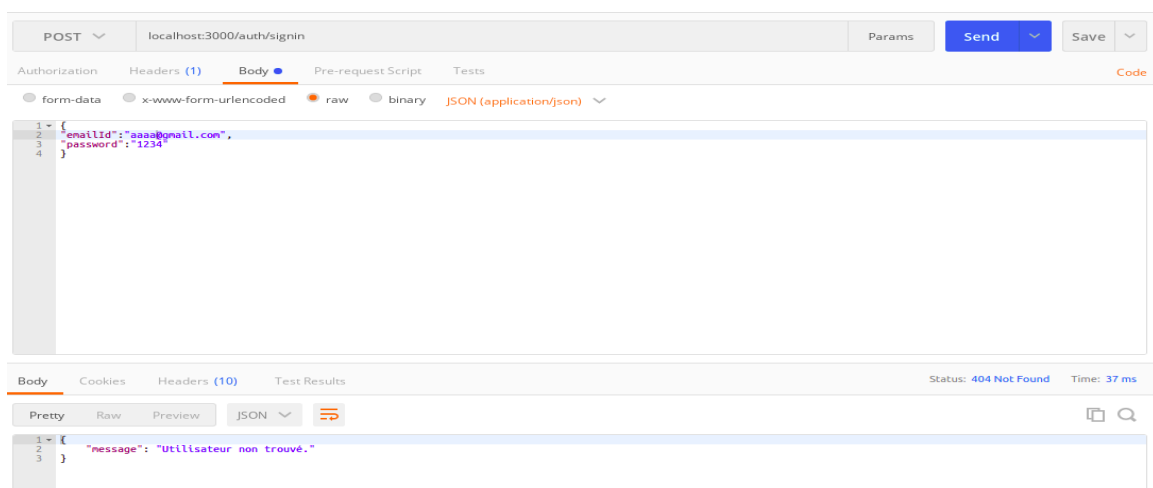 POST localhost:3000/auth/signin Params Send Save
Authorization Headers (1) Body Pre-request Script Tests Code
form-data x-www-form-urlencoded raw binary JSON (application/json)
1 {
2 "emailId":"aaaa@gmail.com",
3 "password":"1234"
4 }
Body Cookies Headers (10) Test Results Status: 404 Not Found Time: 37 ms
Pretty Raw Preview JSON
1 {
2 "message": "Utilisateur non trouvé."
3 }